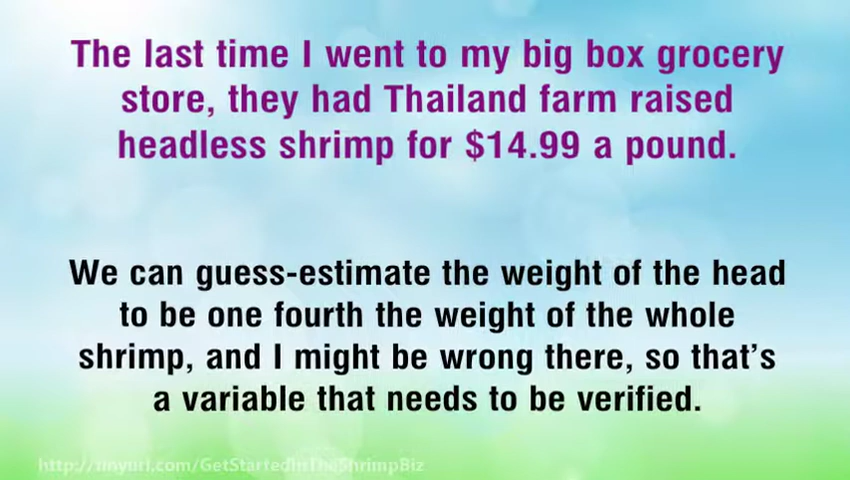 The last time I went to my big box grocery
store, they had Thailand farm raised
headless shrimp for $14.99 a pound.
We can guess-estimate the weight of the head
to be one fourth the weight of the whole
shrimp, and I might be wrong there, so that's
a variable that needs to be verified.
http://tinyurl.com/GetStartedInTheShrimpBiz